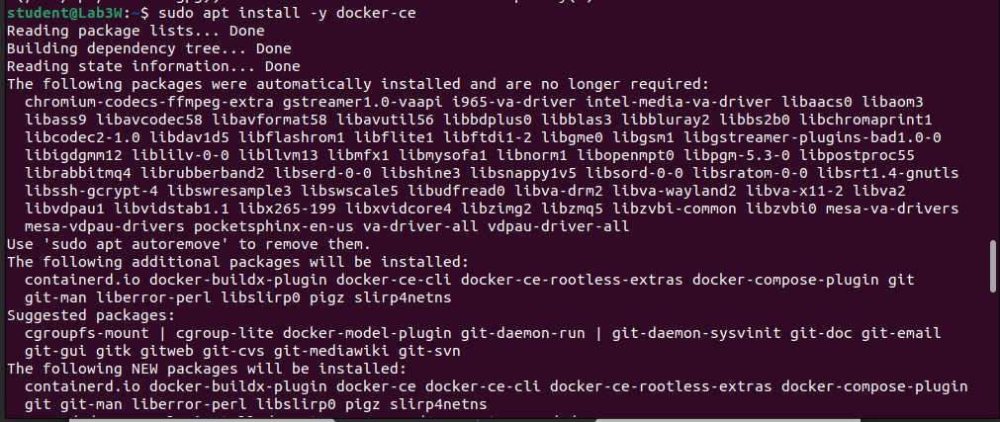 student@Lab3W:~$ sudo apt install -y docker-ce
Reading package lists... Done
Building dependency tree... Done
Reading state information... Done
The following packages were automatically installed and are no longer required:
  chromium-codecs-ffmpeg-extra gstreamer1.0-vaapi i965-va-driver intel-media-va-driver libaacs0 libaom3
  libass9 libavcodec58 libavformat58 libavutil56 libbdplus0 libblas3 libbluray2 libbs2b0 libchromaprint1
  libcodec2-1.0 libdav1d5 libflashrom1 libflite1 libftdi1-2 libgme0 libgsm1 libgstreamer-plugins-bad1.0-0
  libigdgmm12 liblilv-0-0 libllvm13 libmfx1 libmysofa1 libnorm1 libopenmpt0 libpgm-5.3-0 libpostproc55
  librabbitmq4 librubberband2 libserd-0-0 libshine3 libsnappy1v5 libsord-0-0 libsratom-0-0 libsrt1.4-gnutls
  libssh-gcrypt-4 libswresample3 libswscale5 libudfread0 libva-drm2 libva-wayland2 libva-x11-2 libva2
  libvdpau1 libvidstab1.1 libx265-199 libxvidcore4 libzimg2 libzmq5 libzvbi-common libzvbi0 mesa-va-drivers
  mesa-vdpau-drivers pocketsphinx-en-us va-driver-all vdpau-driver-all
Use 'sudo apt autoremove' to remove them.
The following additional packages will be installed:
  containerd.io docker-buildx-plugin docker-ce-cli docker-ce-rootless-extras docker-compose-plugin git
  git-man liberror-perl libslirp0 pigz slirp4netns
Suggested packages:
  cgroupfs-mount | cgroup-lite docker-model-plugin git-daemon-run | git-daemon-sysvinit git-doc git-email
  git-gui gitk gitweb git-cvs git-mediawiki git-svn
The following NEW packages will be installed:
  containerd.io docker-buildx-plugin docker-ce docker-ce-cli docker-ce-rootless-extras docker-compose-plugin
  git git-man liberror-perl libslirp0 pigz slirp4netns